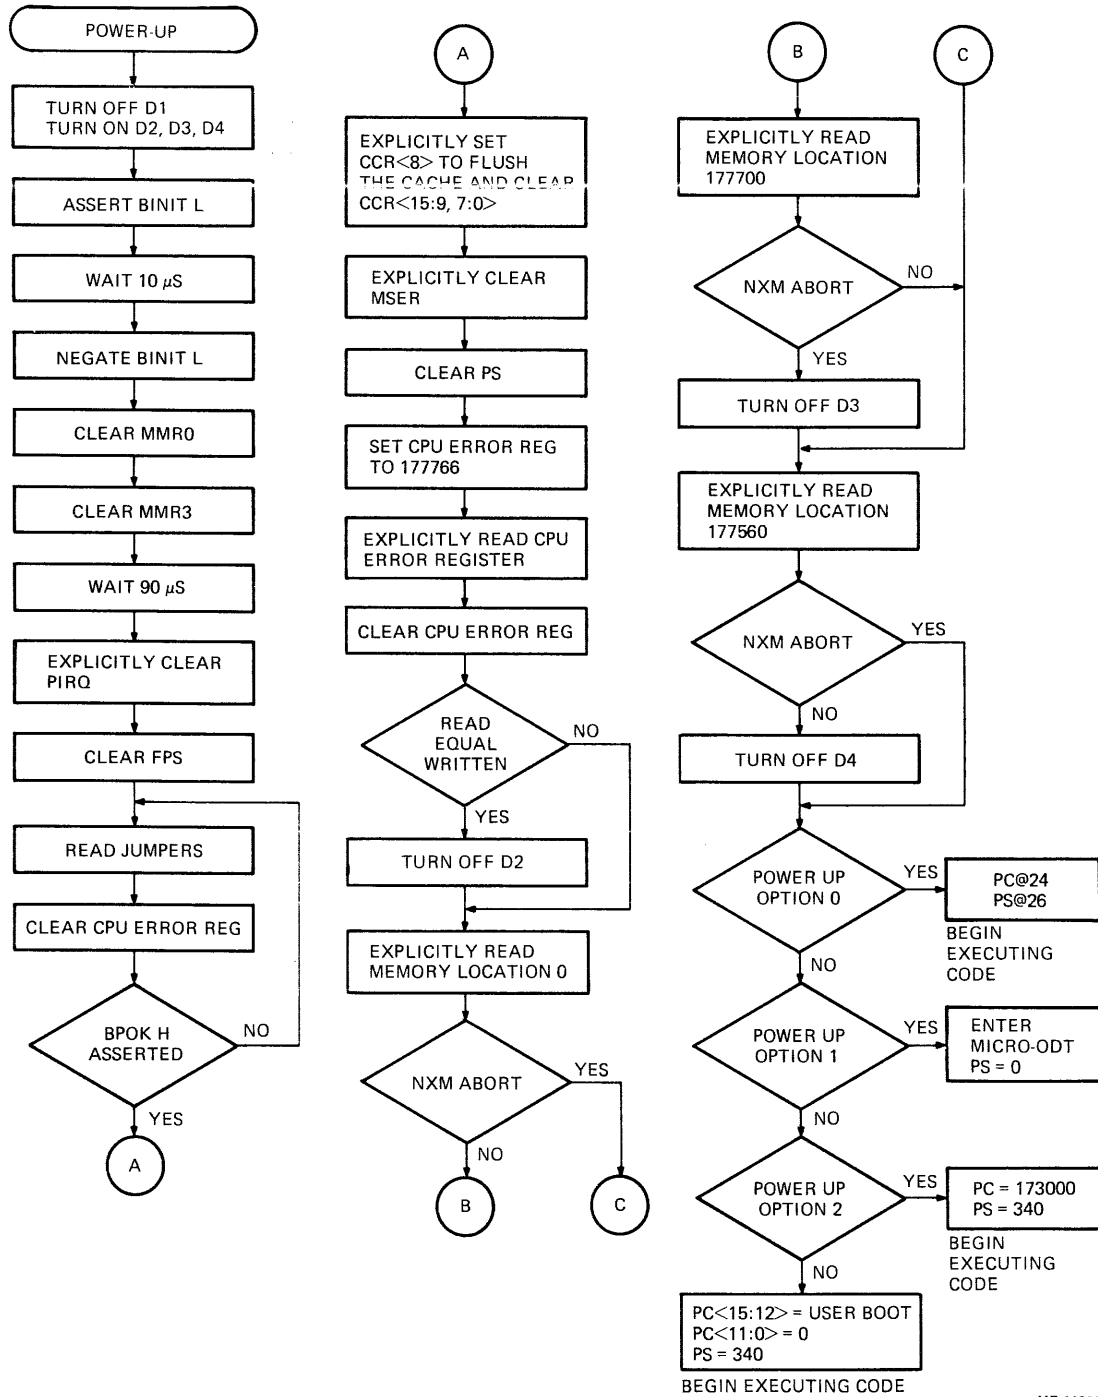 POWER-UP
TURN OFF D1
TURN ON D2, D3, D4
ASSERT BINIT L
WAIT 10 μS
NEGATE BINIT L
CLEAR MMR0
CLEAR MMR3
WAIT 90 μS
EXPLICITLY CLEAR
PIRQ
CLEAR FPS
READ JUMPERS
CLEAR CPU ERROR REG
BPOK H
ASSERTED
NO
YES
A
A
EXPLICITLY SET
CCR<8> TO FLUSH
THE CACHE AND CLEAR
CCR<15:9, 7:0>
EXPLICITLY CLEAR
MSER
CLEAR PS
SET CPU ERROR REG
TO 177766
EXPLICITLY READ CPU
ERROR REGISTER
CLEAR CPU ERROR REG
READ
EQUAL
WRITTEN
NO
YES
TURN OFF D2
EXPLICITLY READ
MEMORY LOCATION 0
NXM ABORT
YES
NO
B
C
B
C
EXPLICITLY READ
MEMORY LOCATION
177700
NXM ABORT
NO
YES
TURN OFF D3
EXPLICITLY READ
MEMORY LOCATION
177560
NXM ABORT
YES
NO
TURN OFF D4
POWER UP
OPTION 0
YES
PC@24
PS@26
BEGIN
EXECUTING
CODE
NO
POWER UP
OPTION 1
YES
ENTER
MICRO-ODT
PS = 0
NO
POWER UP
OPTION 2
YES
PC = 173000
PS = 340
BEGIN
EXECUTING
CODE
NO
PC<15:12> = USER BOOT
PC<11:0> = 0
PS = 340
BEGIN EXECUTING CODE